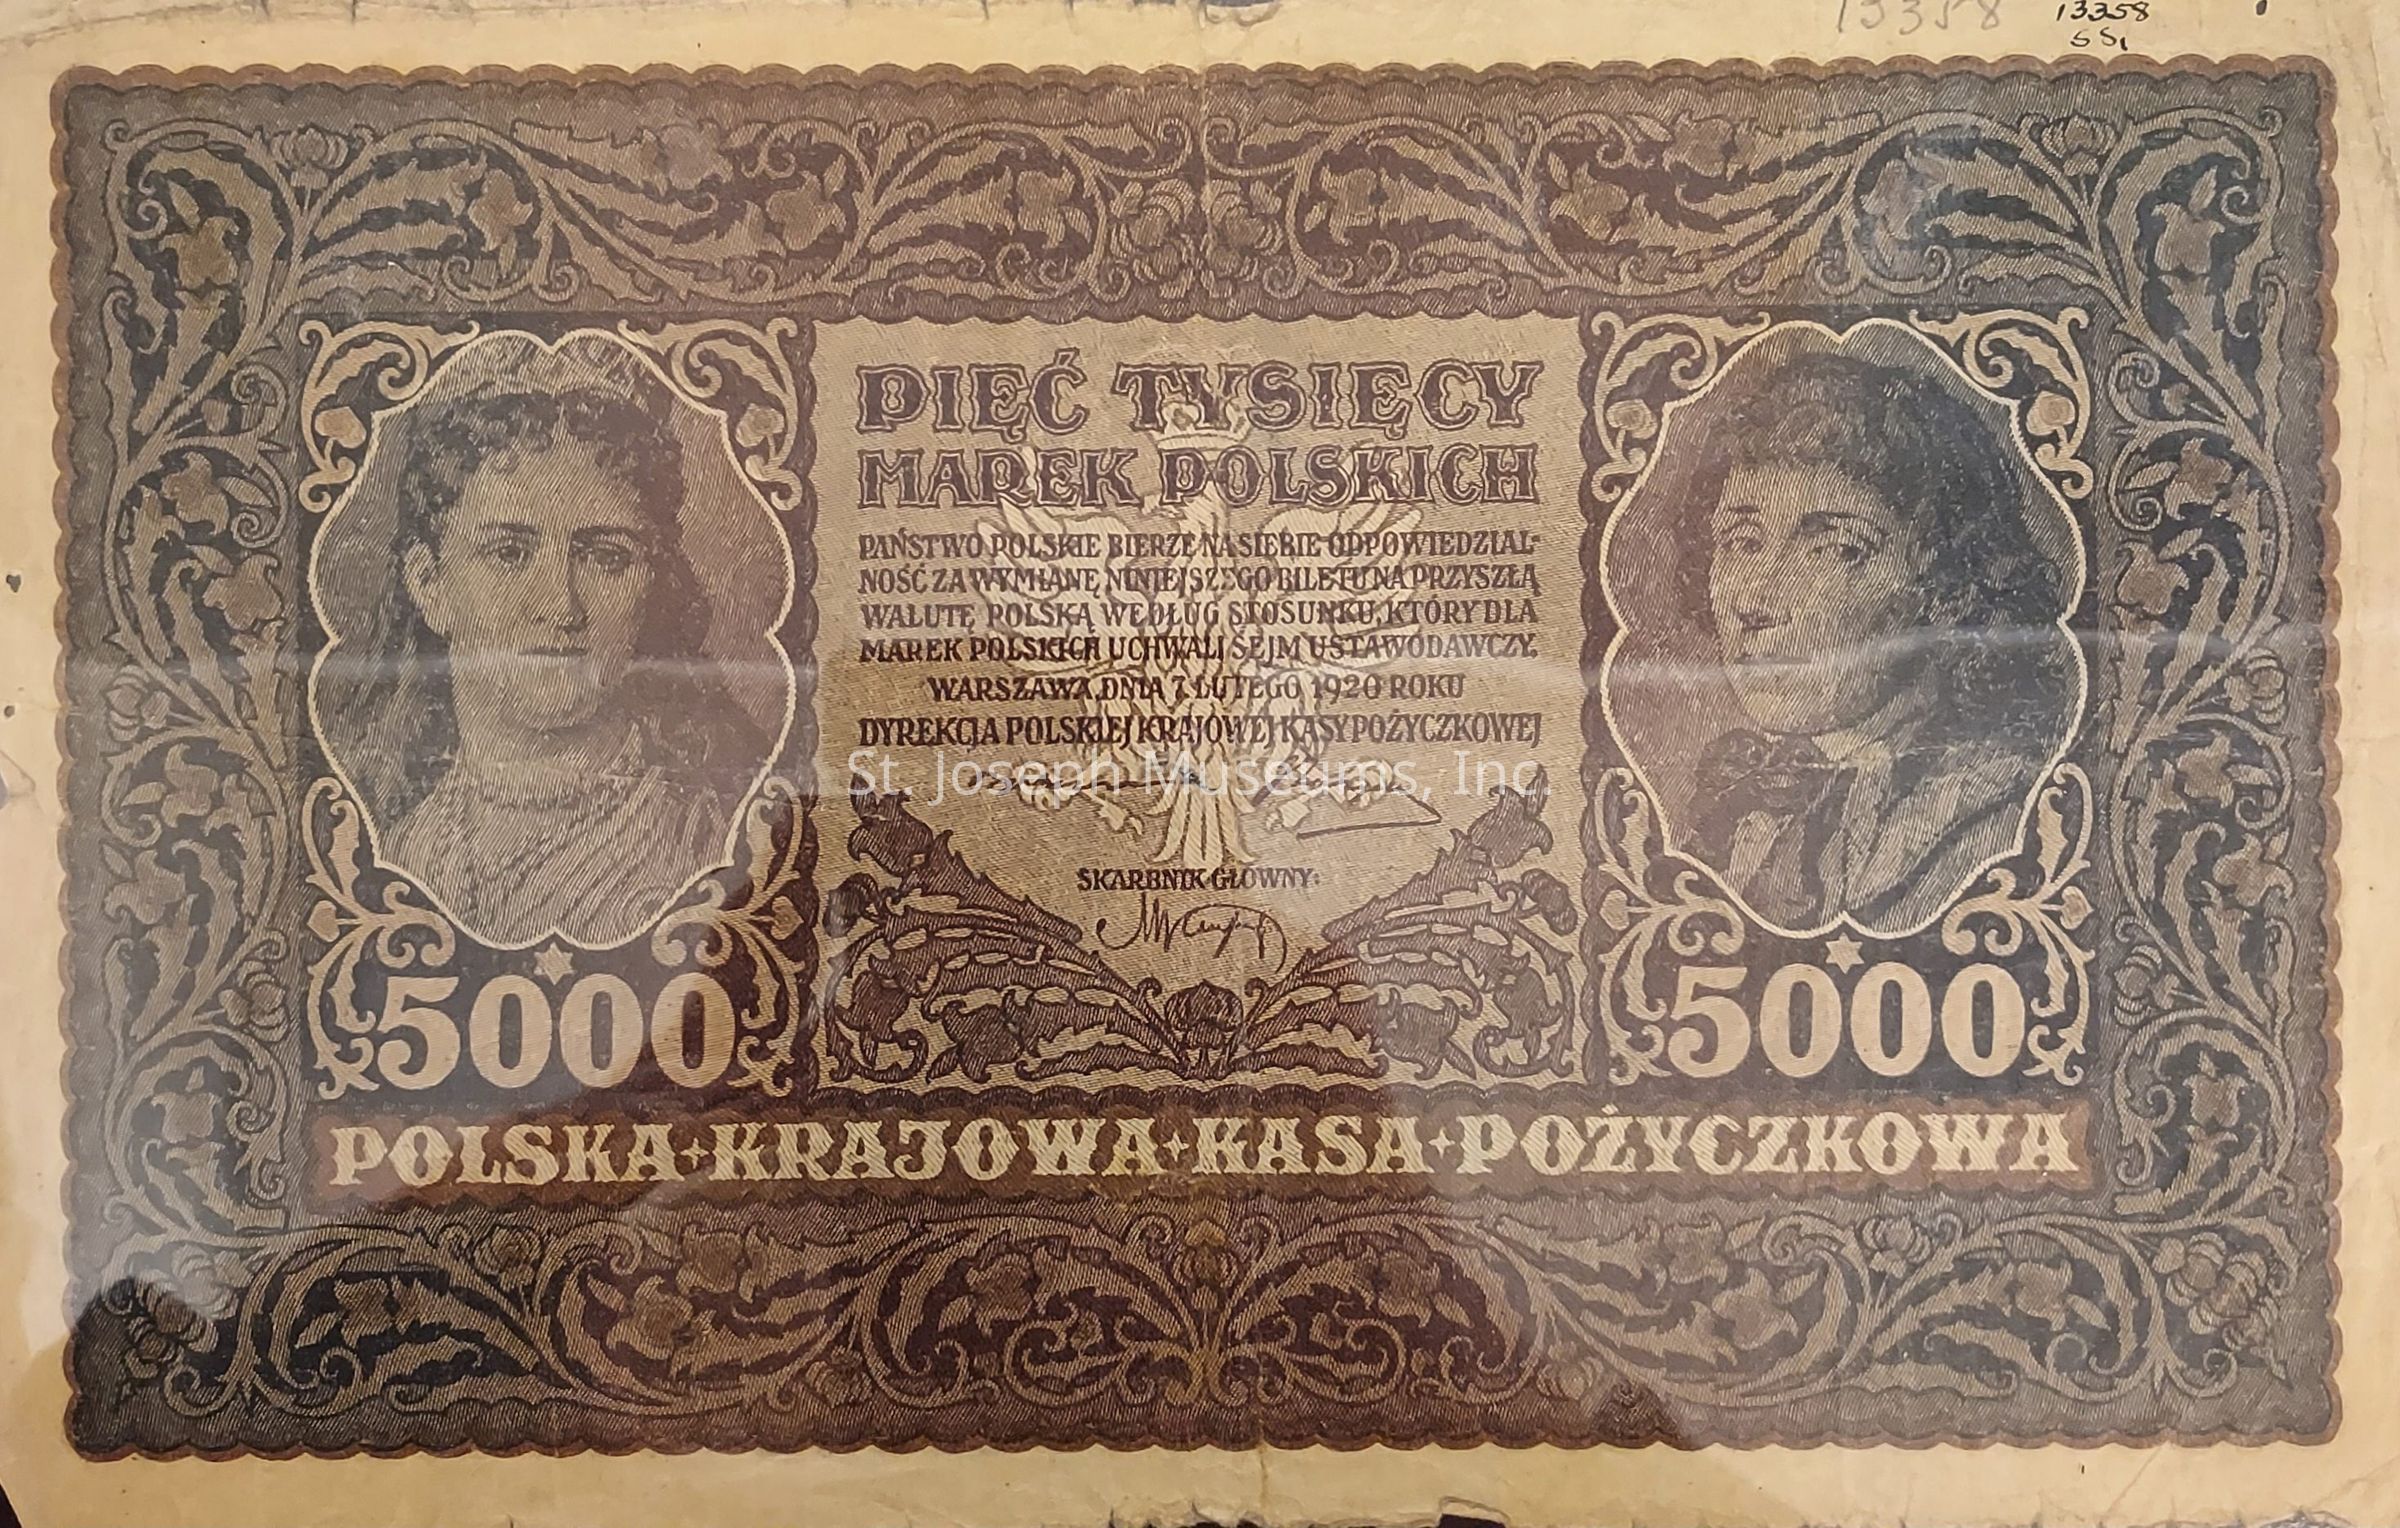 13358
13358
SS1
PIĘĆ TYSIĘCY
MAREK POLSKICH
PAŃSTWO POLSKIE BIERZE NA SIEBIE ODPOWIEDZIAL-
NOŚĆ ZA WYMIANĘ NINIEJSZEGO BILETU NA PRZYSZŁĄ
WALUTĘ POLSKĄ WEDŁUG STOSUNKU, KTÓRY DLA
MAREK POLSKICH UCHWALI SEJM USTAWODAWCZY.
WARSZAWA, DNIA 7. LUTEGO 1920 ROKU
DYREKCJA POLSKIEJ KRAJOWEJ KASY POŻYCZKOWEJ
St. Joseph Museums, Inc.
SKARBNIK GŁÓWNY:
5000
5000
POLSKA KRAJOWA KASA POŻYCZKOWA